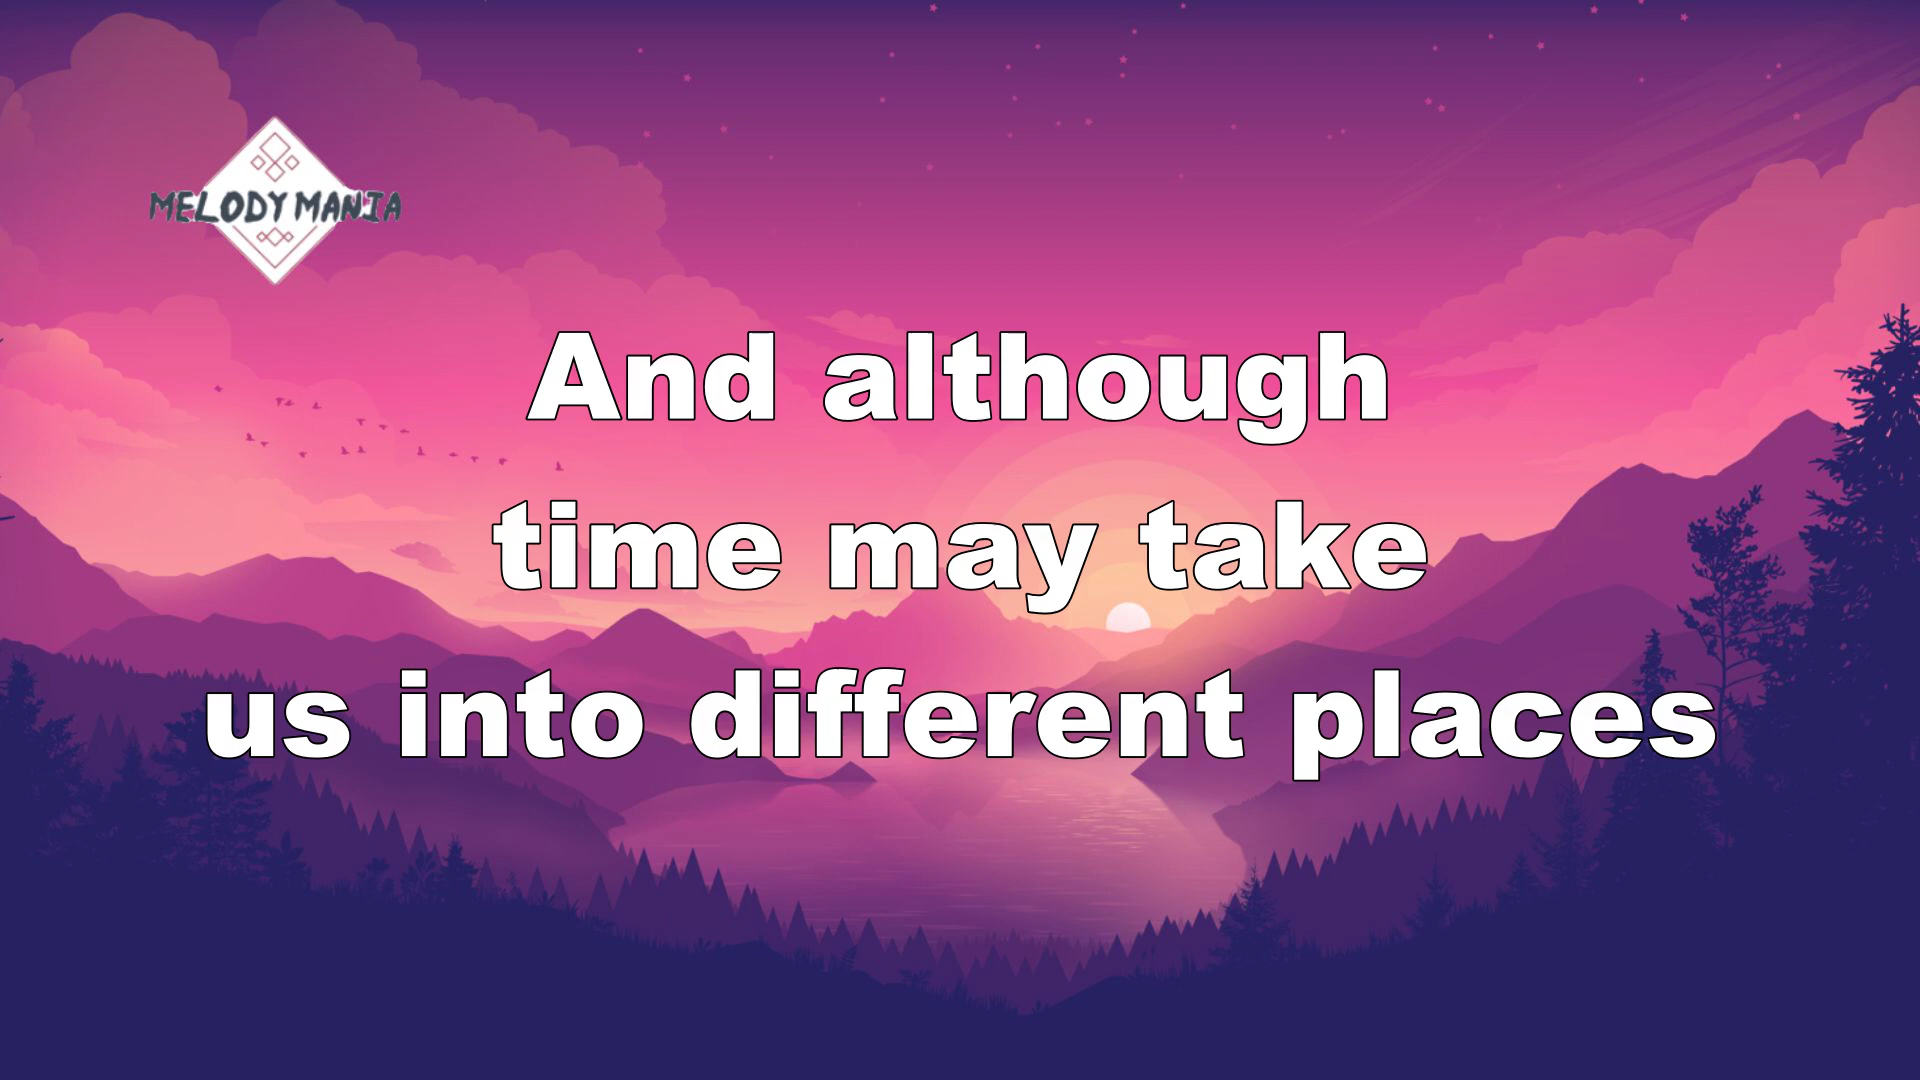 MELODY MANIA
And although
time may take
us into different places